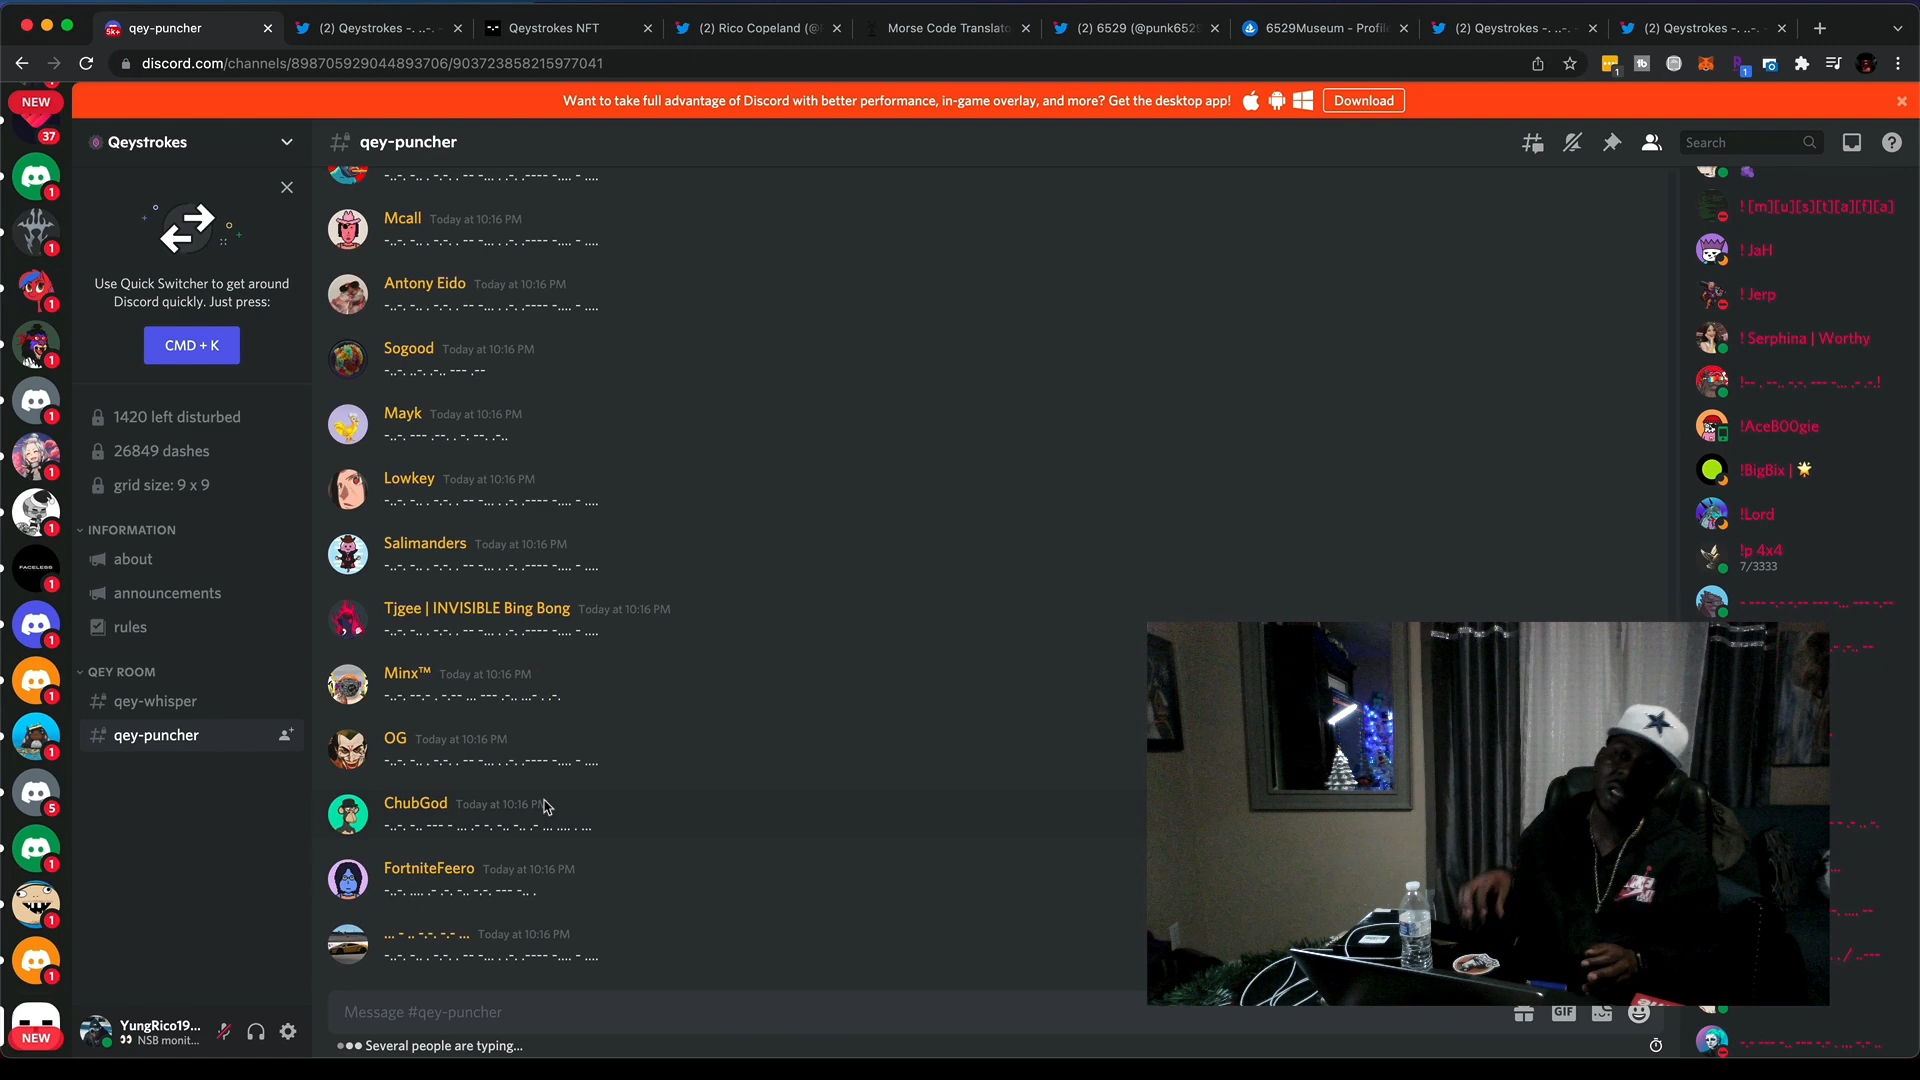 qey-puncher
(2) Qeystrokes -. ..-. -
Qeystrokes NFT
(2) Rico Copeland (@
Morse Code Translato
(2) 6529 (@punk6529
6529Museum - Profile
(2) Qeystrokes -. ..-. -
(2) Qeystrokes -. ..-.
discord.com/channels/898705929044893706/903723858215977041
Want to take full advantage of Discord with better performance, in-game overlay, and more? Get the desktop app!
Download
NEW
37
Qeystrokes
Use Quick Switcher to get around
Discord quickly. Just press:
CMD + K
1420 left disturbed
26849 dashes
grid size: 9 x 9
INFORMATION
about
announcements
rules
QEY ROOM
qey-whisper
qey-puncher
FACELESS
NEW
YungRico19...
NSB monit...
qey-puncher
Search
-..-. -.. . -.-. . -- -... . .-. .---- -.... - ....
Mcall Today at 10:16 PM
-..-. -.. . -.-. . -- -... . .-. .---- -.... - ....
Antony Eido Today at 10:16 PM
-..-. -.. . -.-. . -- -... . .-. .---- -.... - ....
Sogood Today at 10:16 PM
-..-. ..-. .-.. --- .--
Mayk Today at 10:16 PM
-..-. --- .--. . -. --. .-..
Lowkey Today at 10:16 PM
-..-. -.. . -.-. . -- -... . .-. .---- -.... - ....
Salimanders Today at 10:16 PM
-..-. -.. . -.-. . -- -... . .-. .---- -.... - ....
Tjgee | INVISIBLE Bing Bong Today at 10:16 PM
-..-. -.. . -.-. . -- -... . .-. .---- -.... - ....
Minx™ Today at 10:16 PM
OG Today at 10:16 PM
-..-. -.. . -.-. . -- -... . .-. .---- -.... - ....
ChubGod Today at 10:16 PM
FortniteFeero Today at 10:16 PM
-..-. .... .- .-. -.. -.-. --- -.. .
... - .. -.-. -.- ... Today at 10:16 PM
-..-. -.. . -.-. . -- -... . .-. .---- -.... - ....
Message #qey-puncher
GIF
Several people are typing...
! [m][u][s][t][a][f][a]
! JaH
! Jerp
! Serphina | Worthy
!AceB00gie
!BigBix |
!Lord
!p 4x4
7/3333